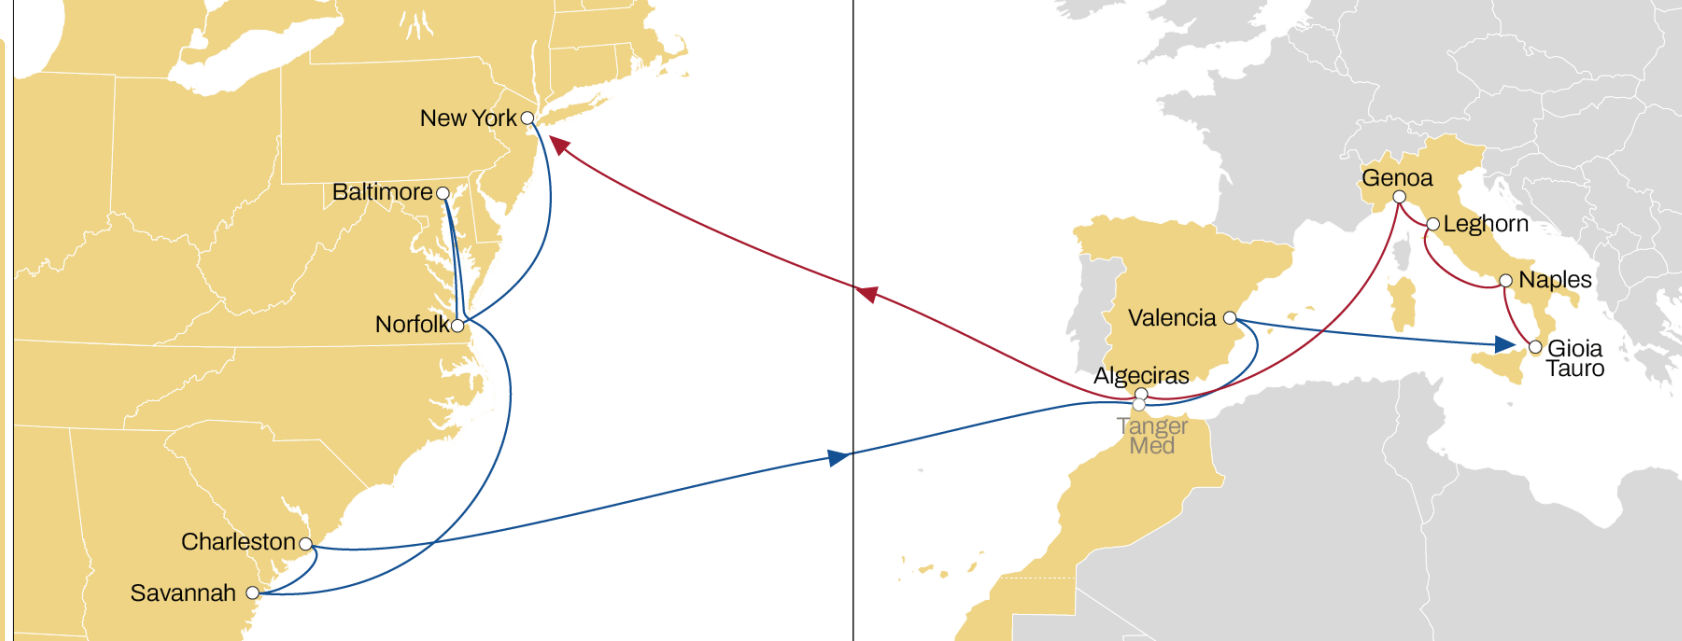 New York
Baltimore
Norfolk
Charleston
Savannah
Genoa
Leghorn
Naples
Valencia
Gioia
Tauro
Algeciras
Tanger
Med